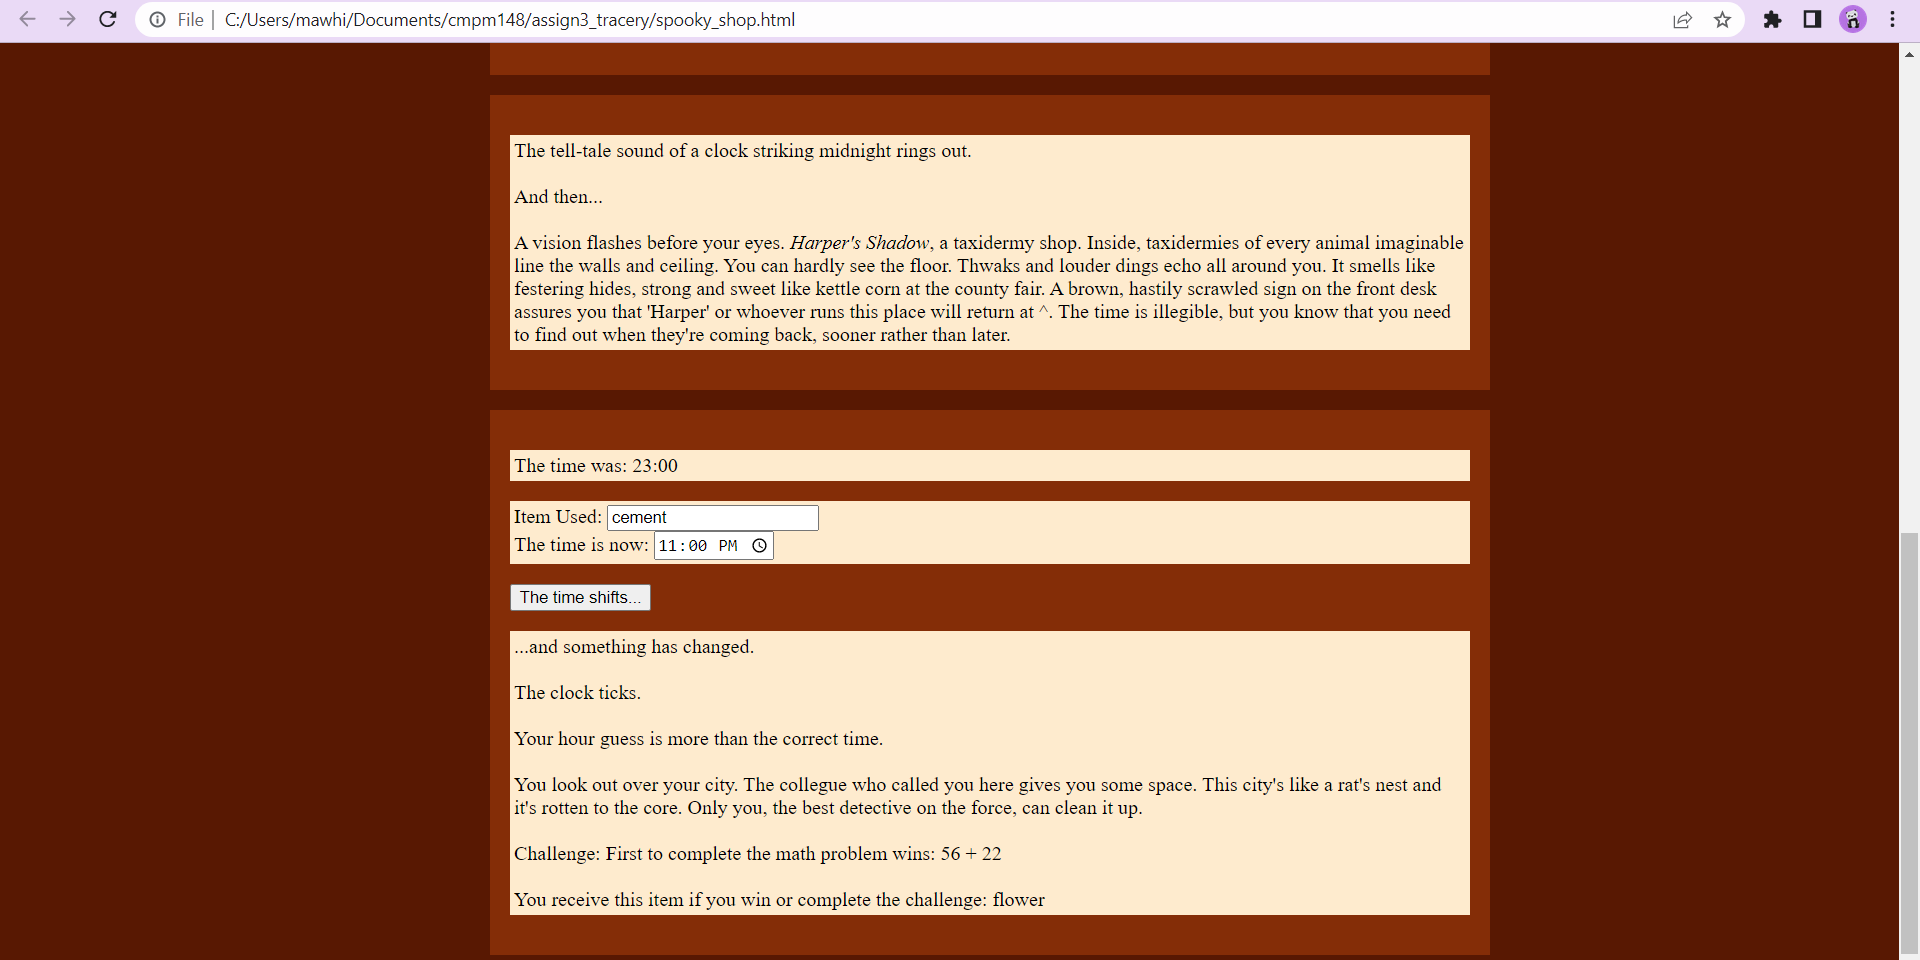 File
C:/Users/mawhi/Documents/cmpm148/assign3_tracery/spooky_shop.html
The tell-tale sound of a clock striking midnight rings out.
And then...
A vision flashes before your eyes. Harper's Shadow, a taxidermy shop. Inside, taxidermies of every animal imaginable
line the walls and ceiling. You can hardly see the floor. Thwaks and louder dings echo all around you. It smells like
festering hides, strong and sweet like kettle corn at the county fair. A brown, hastily scrawled sign on the front desk
assures you that 'Harper' or whoever runs this place will return at ^. The time is illegible, but you know that you need
to find out when they're coming back, sooner rather than later.
The time was: 23:00
Item Used: cement
The time is now: 11:00 PM
The time shifts...
...and something has changed.
The clock ticks.
Your hour guess is more than the correct time.
You look out over your city. The collegue who called you here gives you some space. This city's like a rat's nest and
it's rotten to the core. Only you, the best detective on the force, can clean it up.
Challenge: First to complete the math problem wins: 56 + 22
You receive this item if you win or complete the challenge: flower